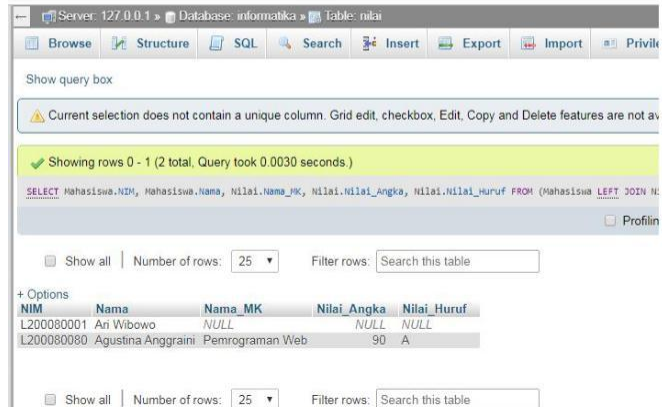 Server: 127.0.0.1 » Database: informatika » Table: nilai
Browse Structure SQL Search Insert Export Import Privile
Show query box
Current selection does not contain a unique column. Grid edit, checkbox, Edit, Copy and Delete features are not av
Showing rows 0 - 1 (2 total, Query took 0.0030 seconds.)
SELECT Mahasiswa.NIM, Mahasiswa.Nama, Nilai.Nama_MK, Nilai.Nilai_Angka, Nilai.Nilai_Huruf FROM (Mahasiswa LEFT JOIN Ni
Profilin
Show all | Number of rows: 25 Filter rows: Search this table
+ Options
NIM Nama Nama_MK Nilai_Angka Nilai_Huruf
L200080001 Ari Wibowo NULL NULL NULL
L200080080 Agustina Anggraini Pemrograman Web 90 A
Show all | Number of rows: 25 Filter rows: Search this table